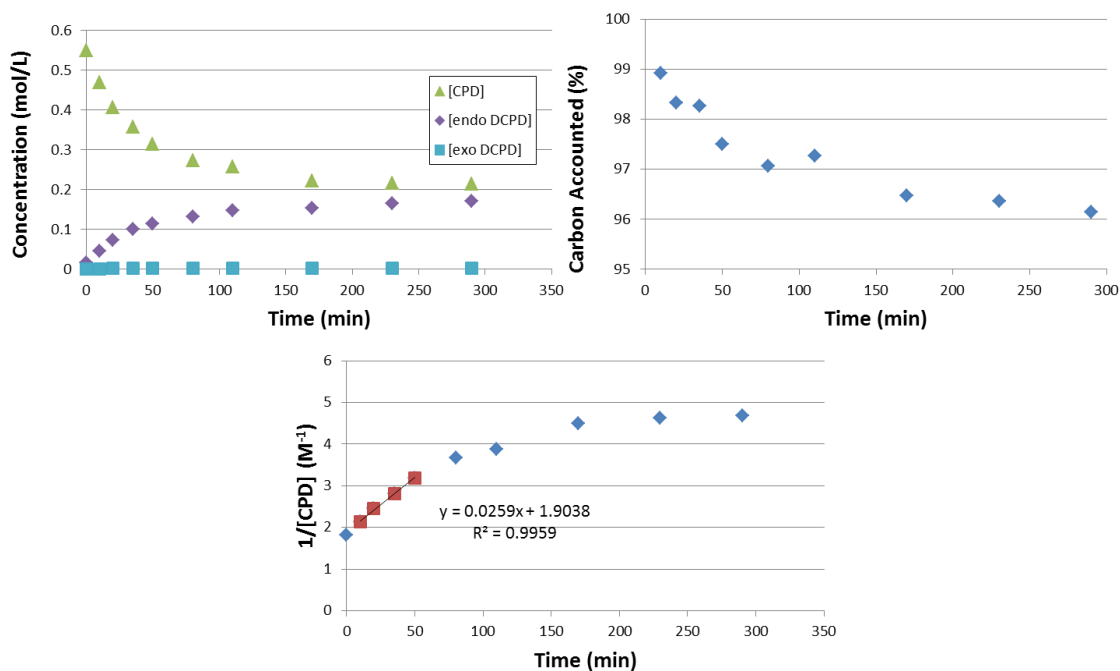 0.6
0.5
0.4
0.3
0.2
0.1
0
0 50 100 150 200 250 300 350
Concentration (mol/L)
Time (min)
[CPD]
[endo DCPD]
[exo DCPD]
100
99
98
97
96
95
0 50 100 150 200 250 300
Carbon Accounted (%)
Time (min)
6
5
4
3
2
1
0
0 50 100 150 200 250 300 350
1/[CPD] (M⁻¹)
Time (min)
y = 0.0259x + 1.9038
R² = 0.9959